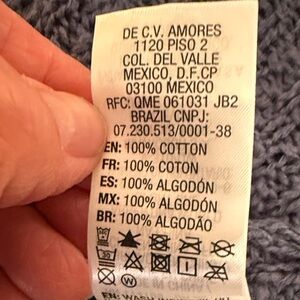 DE C.V. AMORES
1120 PISO 2
COL. DEL VALLE
MEXICO, D.F.CP
03100 MEXICO
RFC: QME 061031 JB2
BRAZIL CNPJ:
07.230.513/0001-38
EN: 100% COTTON
FR: 100% COTON
ES: 100% ALGODÓN
MX: 100% ALGODÓN
BR: 100% ALGODÃO
30
W